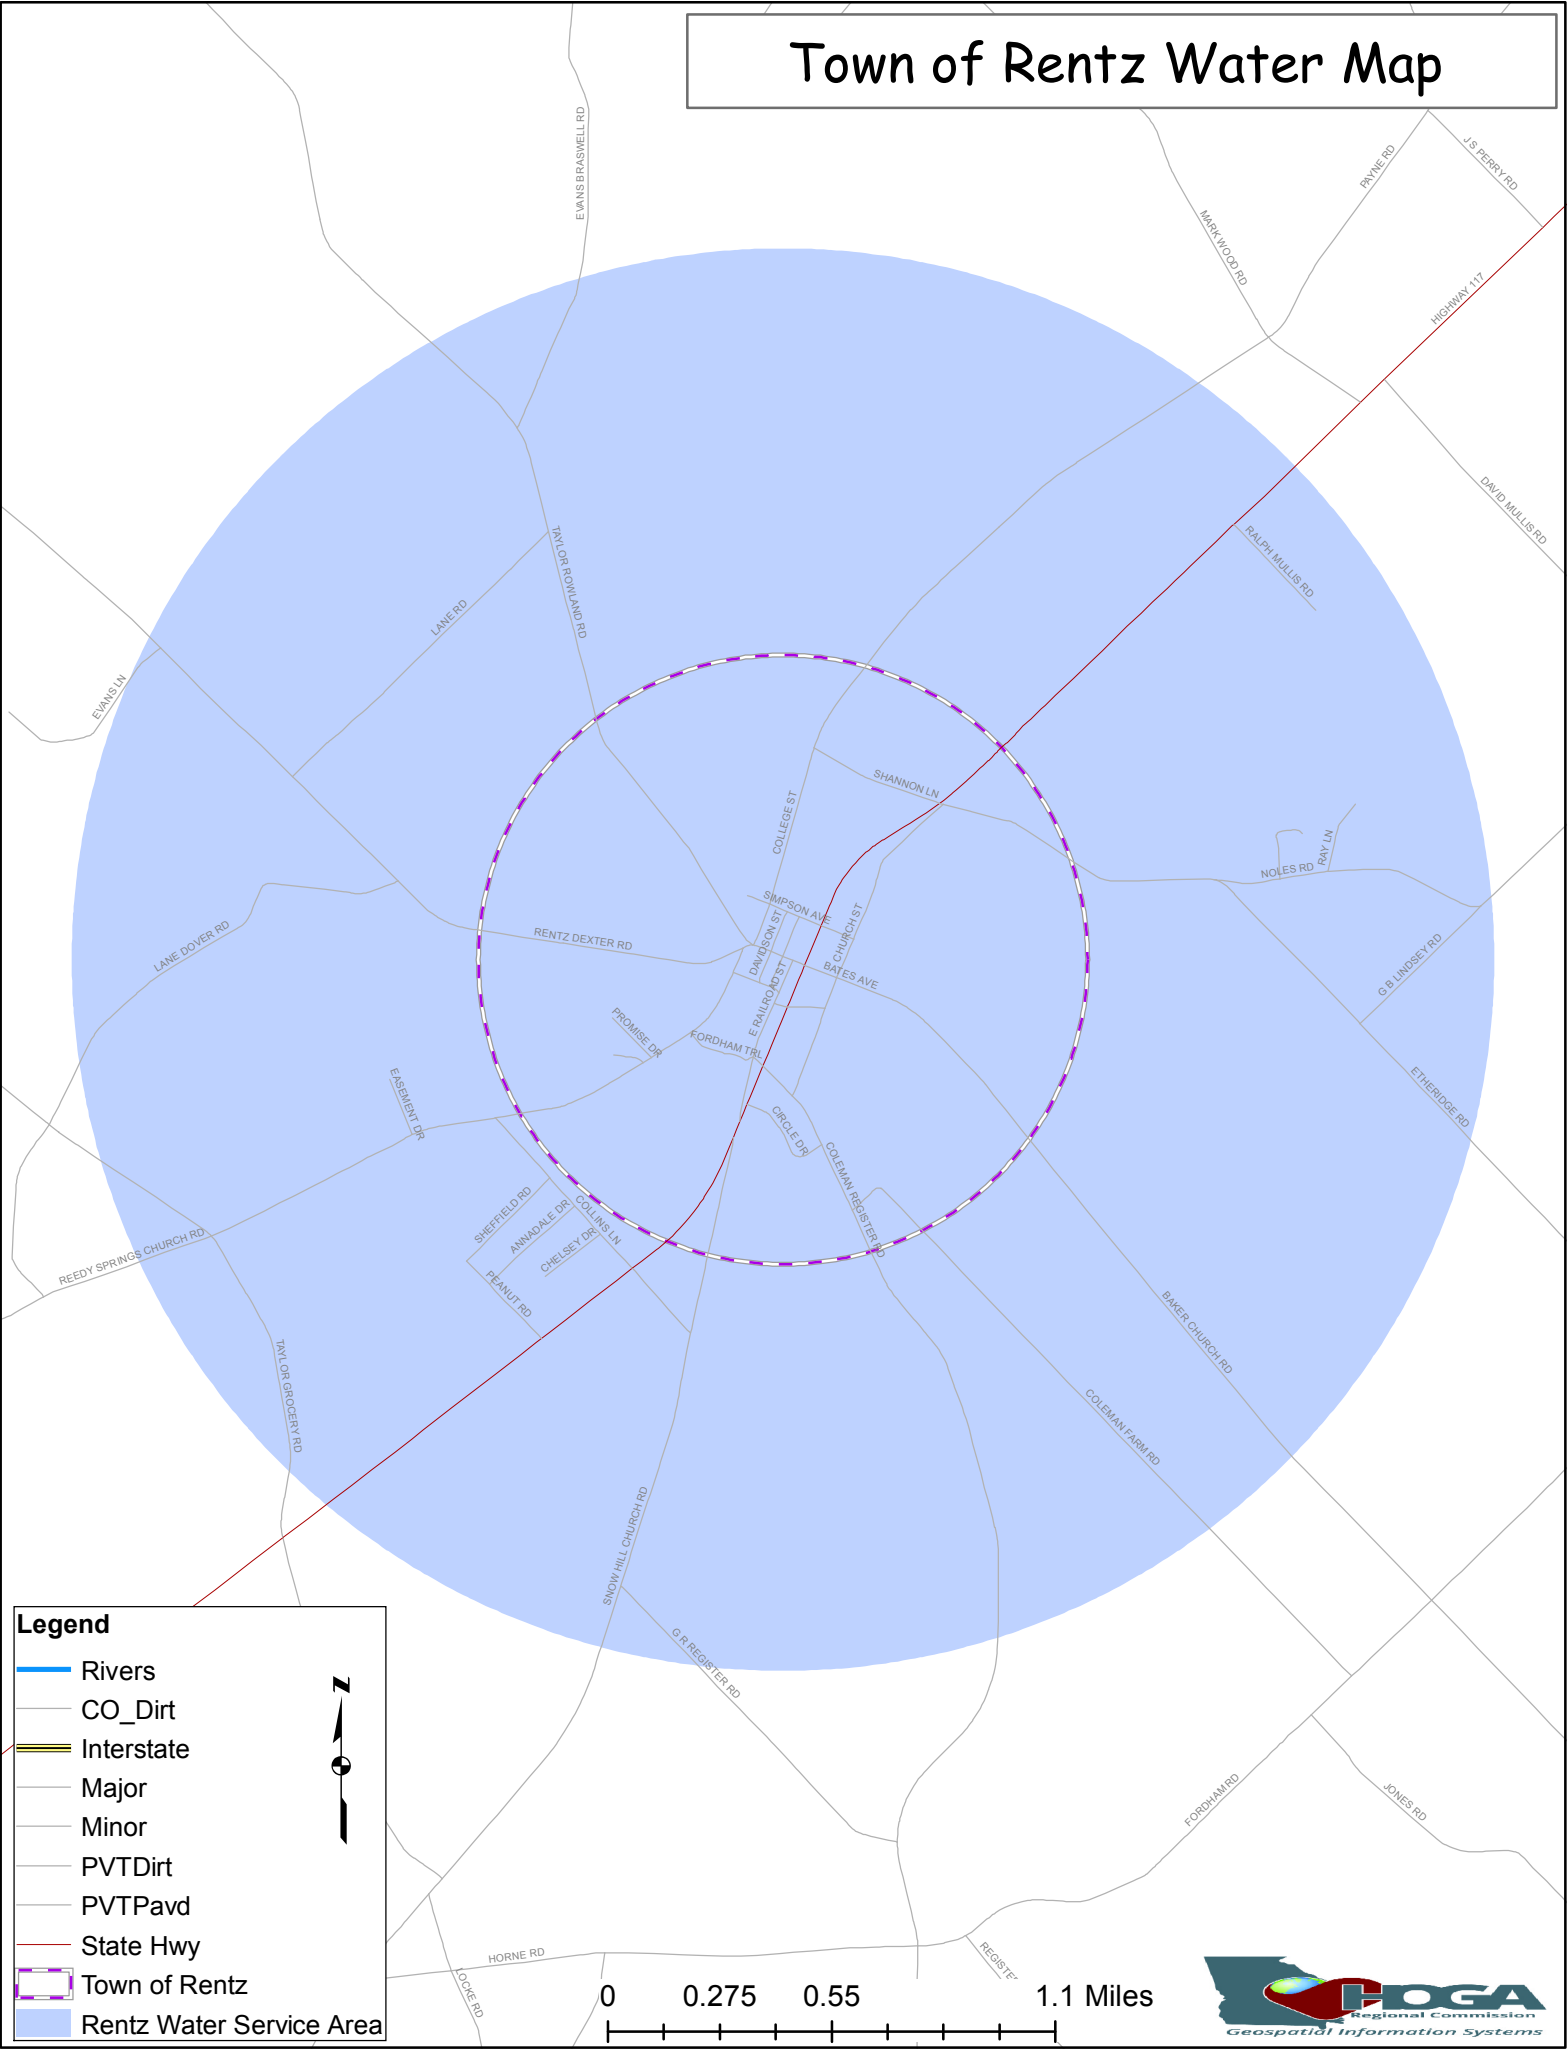 Town of Rentz Water Map
EVANS BRASWELL RD
J S PERRY RD
PAYNE RD
MARK WOOD RD
HIGHWAY 117
DAVID MULLIS RD
RALPH MULLIS RD
TAYLOR ROWLAND RD
LANE RD
EVANS LN
SHANNON LN
COLLEGE ST
RAY LN
NOLES RD
SIMPSON AVE
DAVIDSON ST
CHURCH ST
RENTZ DEXTER RD
LANE DOVER RD
BATES AVE
G B LINDSEY RD
E RAILROAD ST
PROMISE DR
FORDHAM TRL
EASEMENT DR
ETHERIDGE RD
CIRCLE DR
COLEMAN REGISTER RD
SHEFFIELD RD
ANNADALE DR
COLLINS LN
CHELSEY DR
REEDY SPRINGS CHURCH RD
PEANUT RD
BAKER CHURCH RD
TAYLOR GROCERY RD
COLEMAN FARM RD
SNOW HILL CHURCH RD
G R REGISTER RD
FORDHAM RD
JONES RD
HORNE RD
LOCKE RD
REGISTE
Legend
Rivers
CO_Dirt
Interstate
Major
Minor
PVTDirt
PVTPavd
State Hwy
Town of Rentz
Rentz Water Service Area
N
0 0.275 0.55 1.1 Miles
HOGA
Regional Commission
Geospatial Information Systems